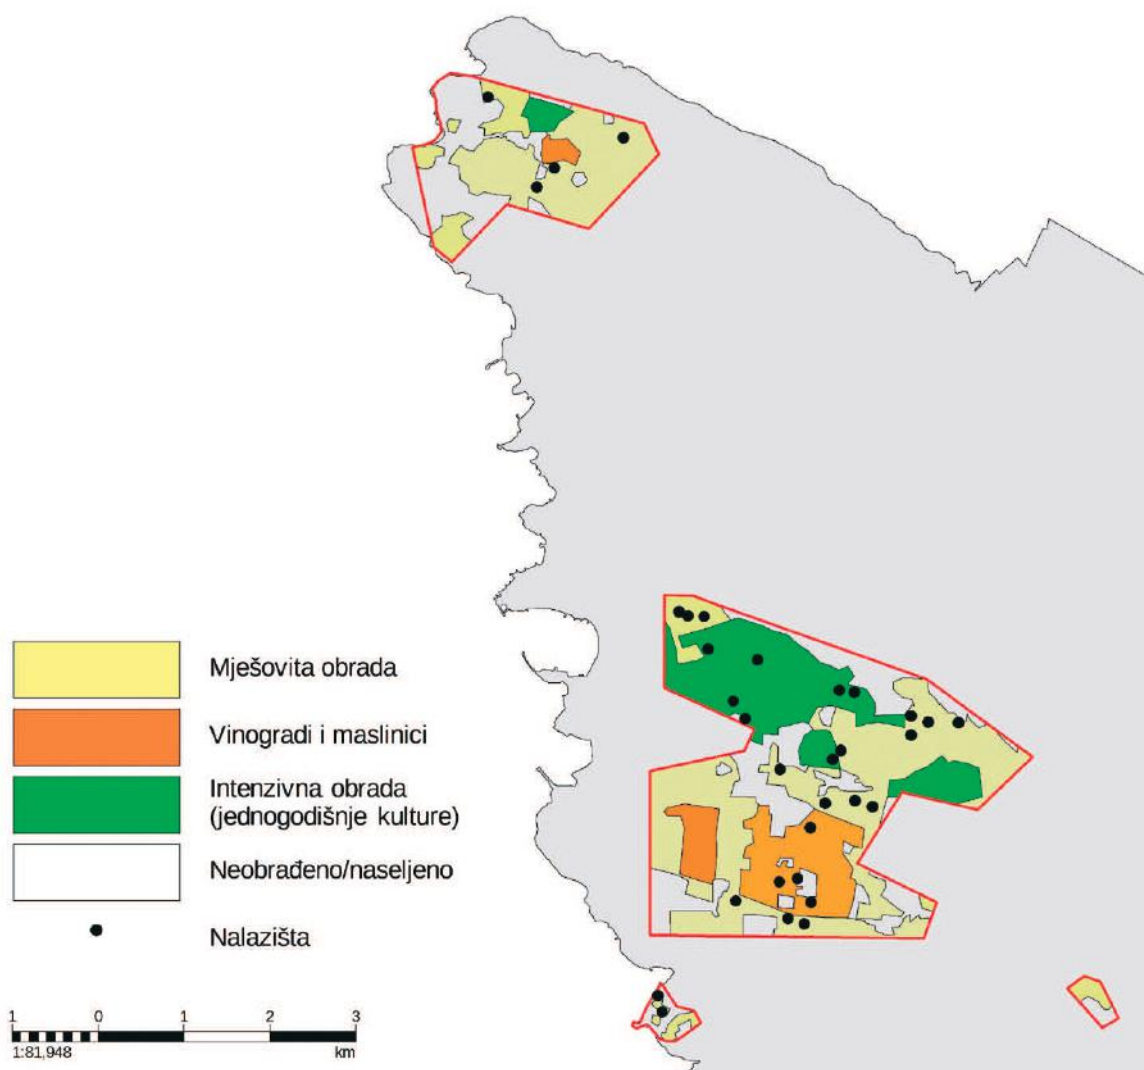 Mješovita obrada
Vinogradi i maslinici
Intenzivna obrada
(jednogodišnje kulture)
Neobrađeno/naseljeno
Nalazišta
1 0 1 2 3
1:81,948 km